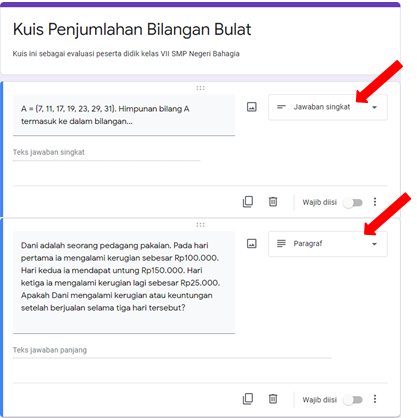 Kuis Penjumlahan Bilangan Bulat
Kuis ini sebagai evaluasi peserta didik kelas VII SMP Negeri Bahagia
A = {7, 11, 17, 19, 23, 29, 31}. Himpunan bilang A
termasuk ke dalam bilangan...
Jawaban singkat
Teks jawaban singkat
Wajib diisi
Dani adalah seorang pedagang pakaian. Pada hari
pertama ia mengalami kerugian sebesar Rp100.000.
Hari kedua ia mendapat untung Rp150.000. Hari
ketiga ia mengalami kerugian lagi sebesar Rp25.000.
Apakah Dani mengalami kerugian atau keuntungan
setelah berjualan selama tiga hari tersebut?
Paragraf
Teks jawaban panjang
Wajib diisi